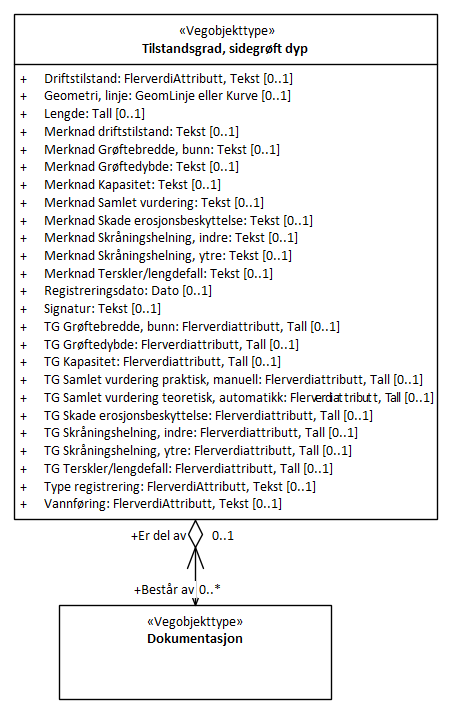 «Vegobjekttype»
Tilstandsgrad, sidegrøft dyp
+ Driftstilstand: FlerverdiAttributt, Tekst [0..1]
+ Geometri, linje: GeomLinje eller Kurve [0..1]
+ Lengde: Tall [0..1]
+ Merknad driftstilstand: Tekst [0..1]
+ Merknad Grøftebredde, bunn: Tekst [0..1]
+ Merknad Grøftedybde: Tekst [0..1]
+ Merknad Kapasitet: Tekst [0..1]
+ Merknad Samlet vurdering: Tekst [0..1]
+ Merknad Skade erosjonsbeskyttelse: Tekst [0..1]
+ Merknad Skråningshelning, indre: Tekst [0..1]
+ Merknad Skråningshelning, ytre: Tekst [0..1]
+ Merknad Terskler/lengdefall: Tekst [0..1]
+ Registreringsdato: Dato [0..1]
+ Signatur: Tekst [0..1]
+ TG Grøftebredde, bunn: Flerverdiattributt, Tall [0..1]
+ TG Grøftedybde: Flerverdiattributt, Tall [0..1]
+ TG Kapasitet: Flerverdiattributt, Tall [0..1]
+ TG Samlet vurdering praktisk, manuell: Flerverdiattributt, Tall [0..1]
+ TG Samlet vurdering teoretisk, automatikk: Flerverdiattributt, Tall [0..1]
+ TG Skade erosjonsbeskyttelse: Flerverdiattributt, Tall [0..1]
+ TG Skråningshelning, indre: Flerverdiattributt, Tall [0..1]
+ TG Skråningshelning, ytre: Flerverdiattributt, Tall [0..1]
+ TG Terskler/lengdefall: Flerverdiattributt, Tall [0..1]
+ Type registrering: FlerverdiAttributt, Tekst [0..1]
+ Vannføring: FlerverdiAttributt, Tekst [0..1]
+Er del av 0..1
+Består av 0..*
«Vegobjekttype»
Dokumentasjon